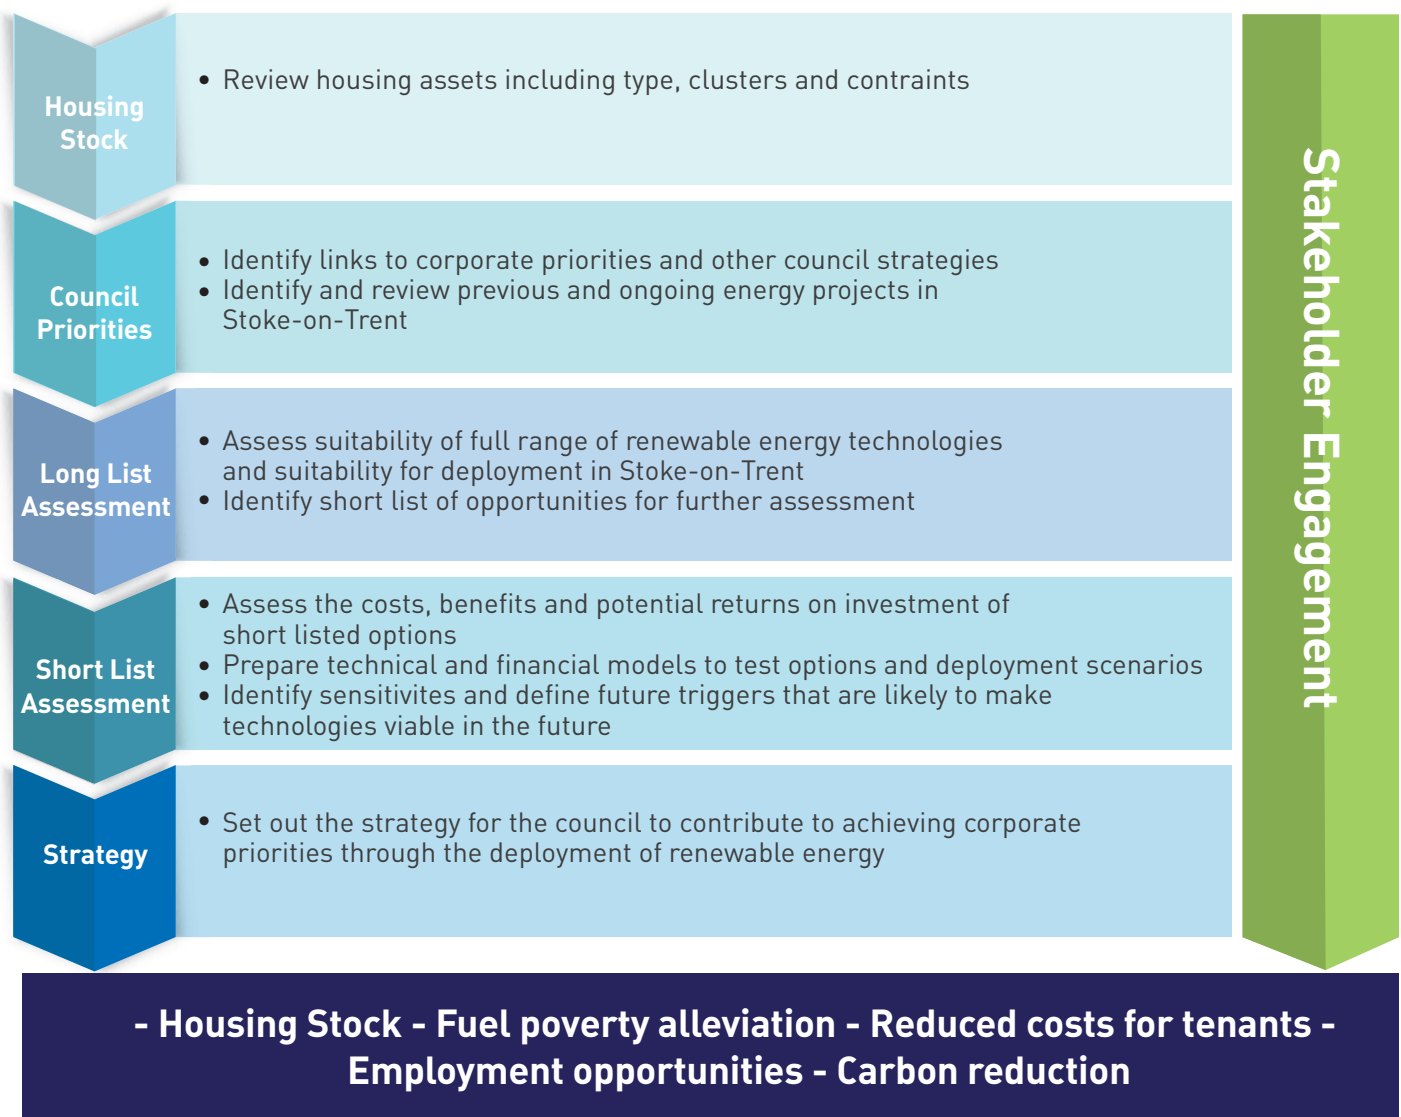 Housing
Stock
• Review housing assets including type, clusters and contraints
Council
Priorities
• Identify links to corporate priorities and other council strategies
• Identify and review previous and ongoing energy projects in
Stoke-on-Trent
Long List
Assessment
• Assess suitability of full range of renewable energy technologies
and suitability for deployment in Stoke-on-Trent
• Identify short list of opportunities for further assessment
Short List
Assessment
• Assess the costs, benefits and potential returns on investment of
short listed options
• Prepare technical and financial models to test options and deployment scenarios
• Identify sensitivites and define future triggers that are likely to make
technologies viable in the future
Strategy
• Set out the strategy for the council to contribute to achieving corporate
priorities through the deployment of renewable energy
Stakeholder Engagement
- Housing Stock - Fuel poverty alleviation - Reduced costs for tenants -
Employment opportunities - Carbon reduction